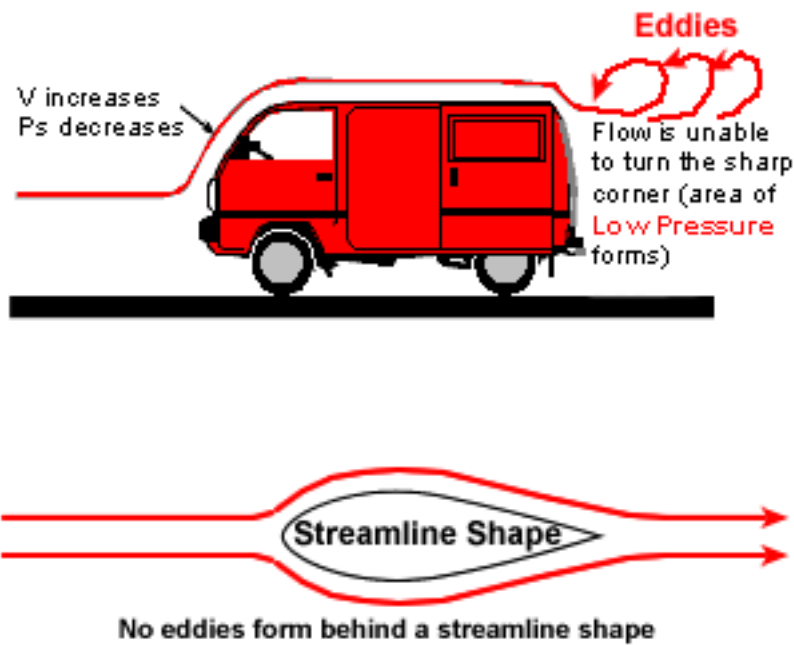 Eddies
V increases
Ps decreases
Flow is unable
to turn the sharp
corner (area of
Low Pressure
forms)
Streamline Shape
No eddies form behind a streamline shape